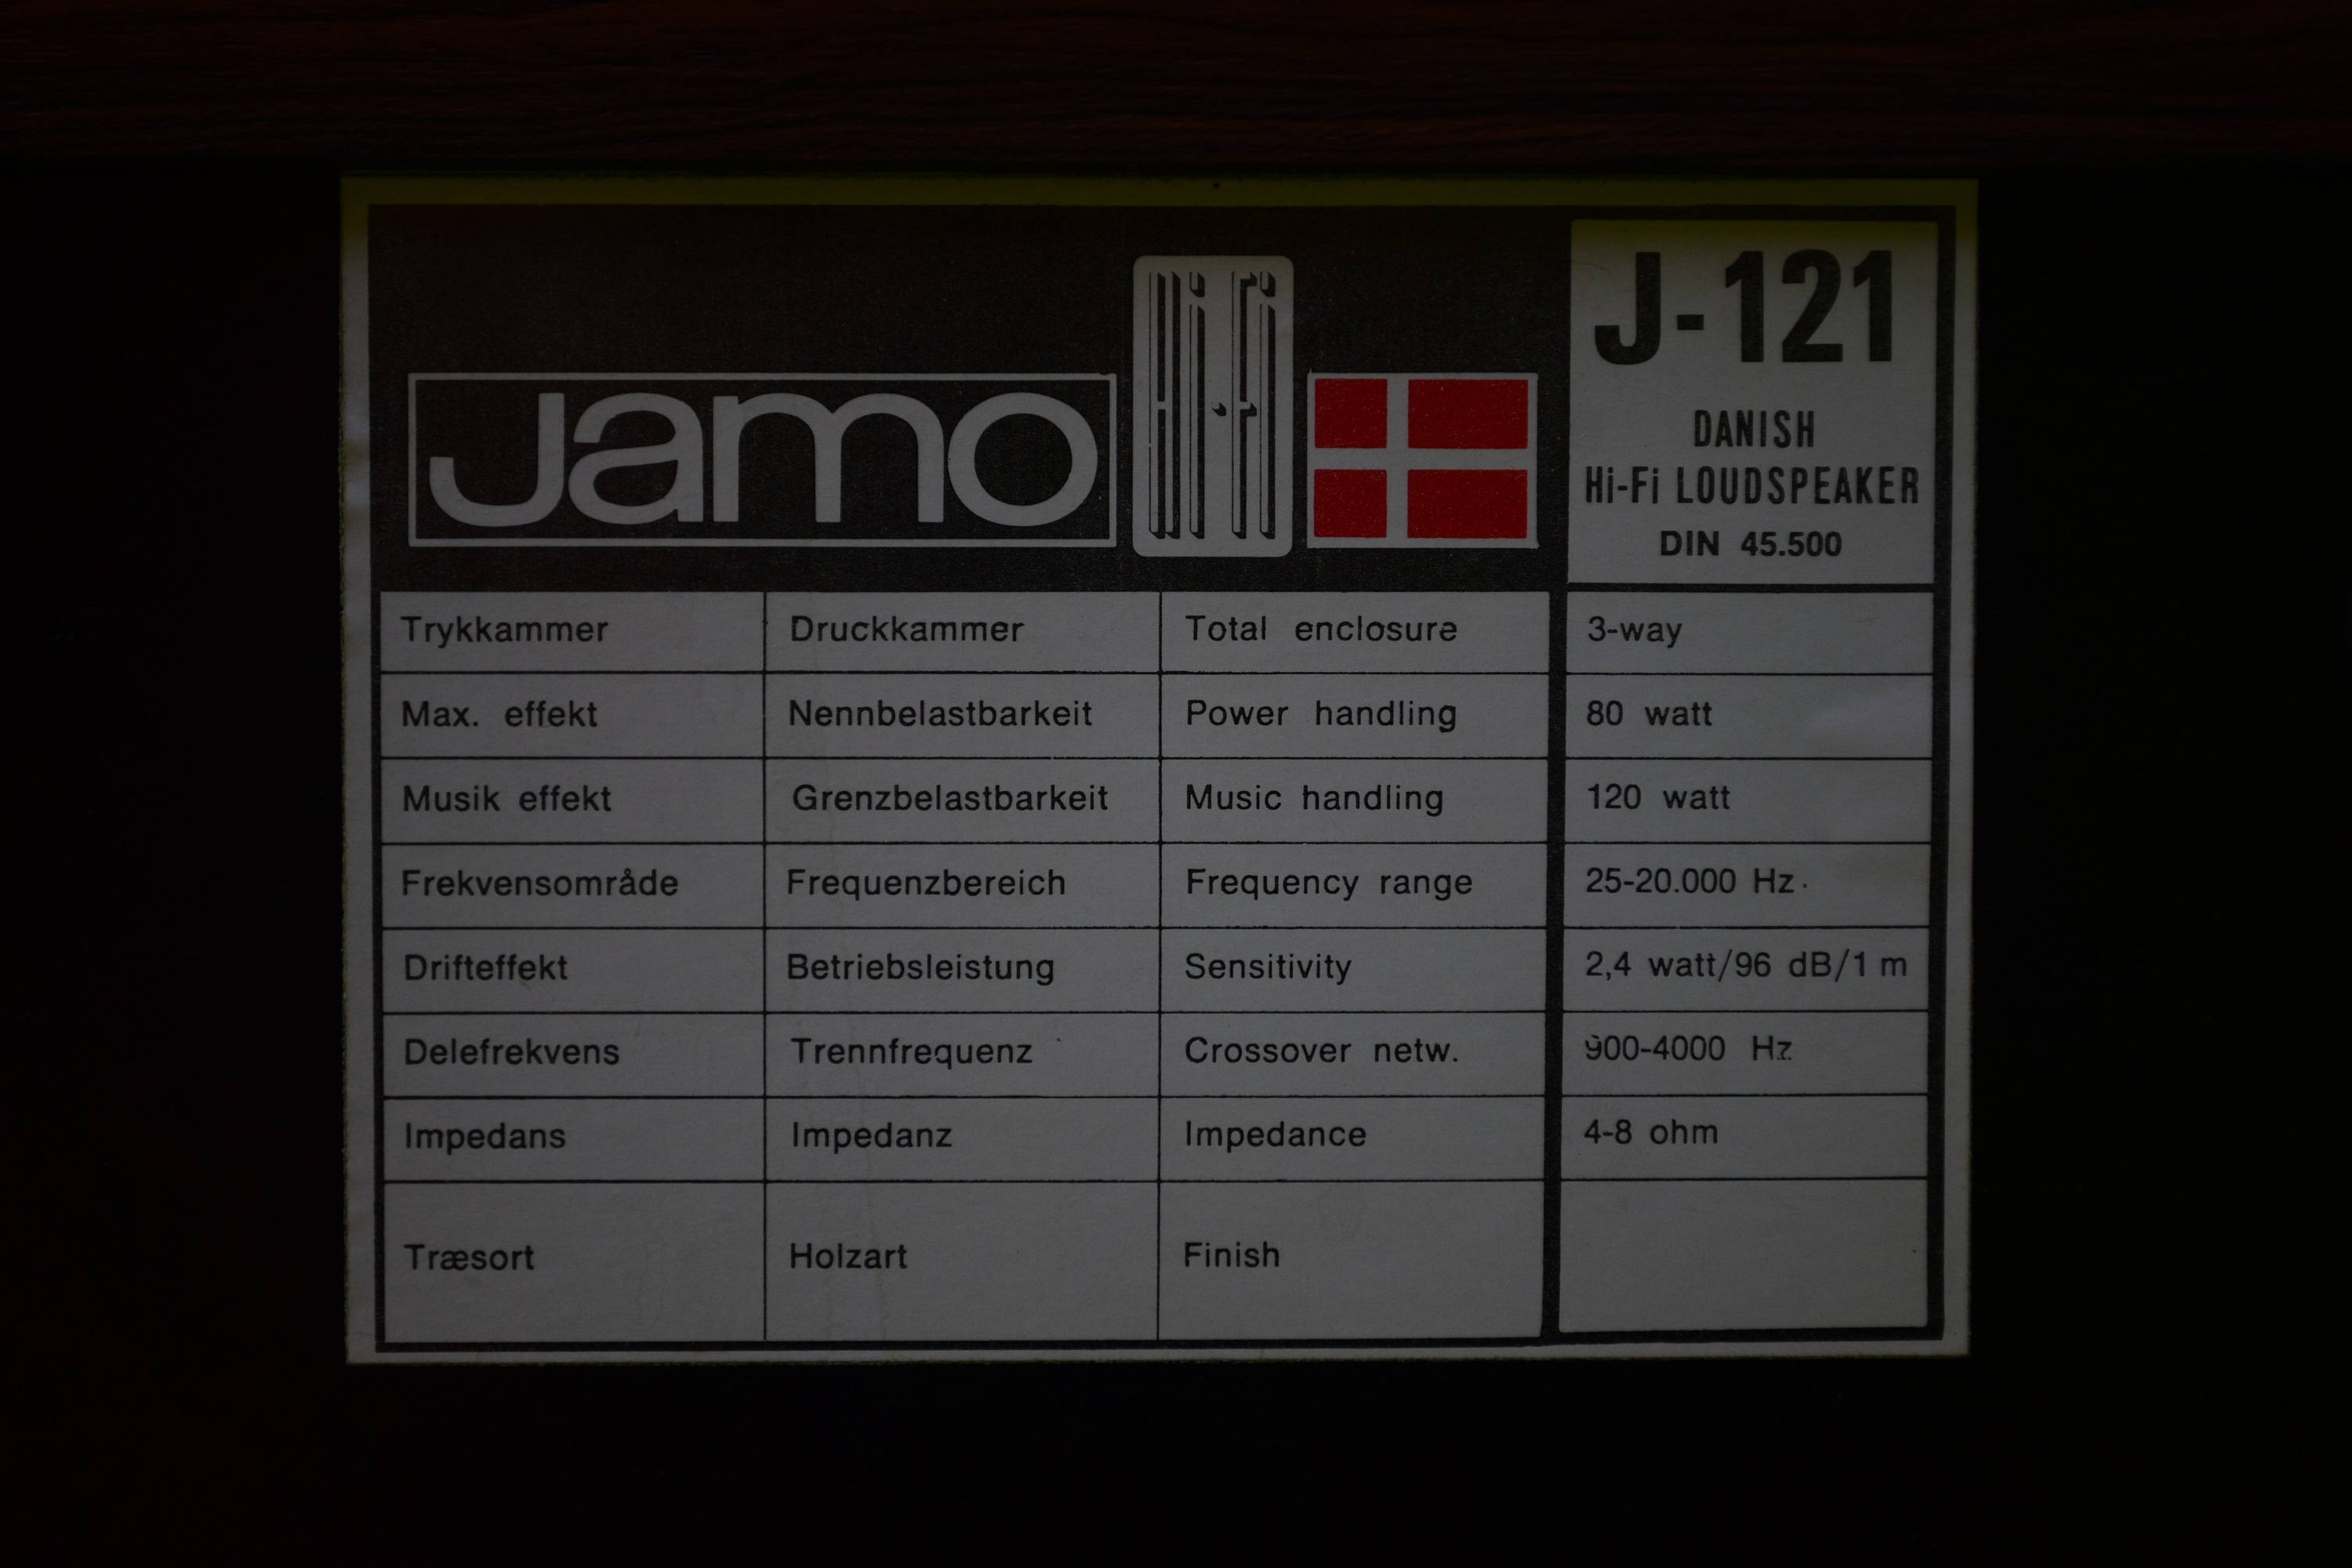 Jamo
Hi-Fi
J-121
DANISH
Hi-Fi LOUDSPEAKER
DIN 45.500
Trykkammer Druckkammer Total enclosure 3-way
Max. effekt Nennbelastbarkeit Power handling 80 watt
Musik effekt Grenzbelastbarkeit Music handling 120 watt
Frekvensområde Frequenzbereich Frequency range 25-20.000 Hz
Drifteffekt Betriebsleistung Sensitivity 2,4 watt/96 dB/1 m
Delefrekvens Trennfrequenz Crossover netw. 900-4000 Hz
Impedans Impedanz Impedance 4-8 ohm
Træsort Holzart Finish